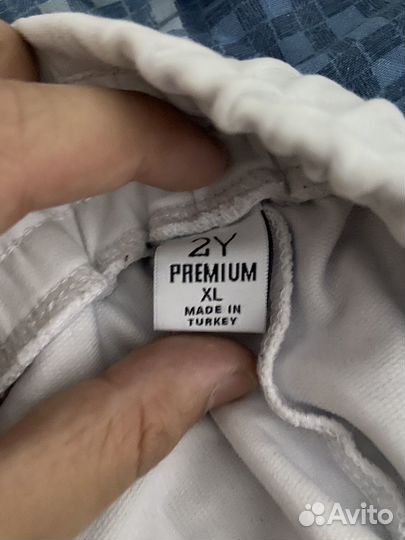 2Y
PREMIUM
XL
MADE IN
TURKEY
Avito